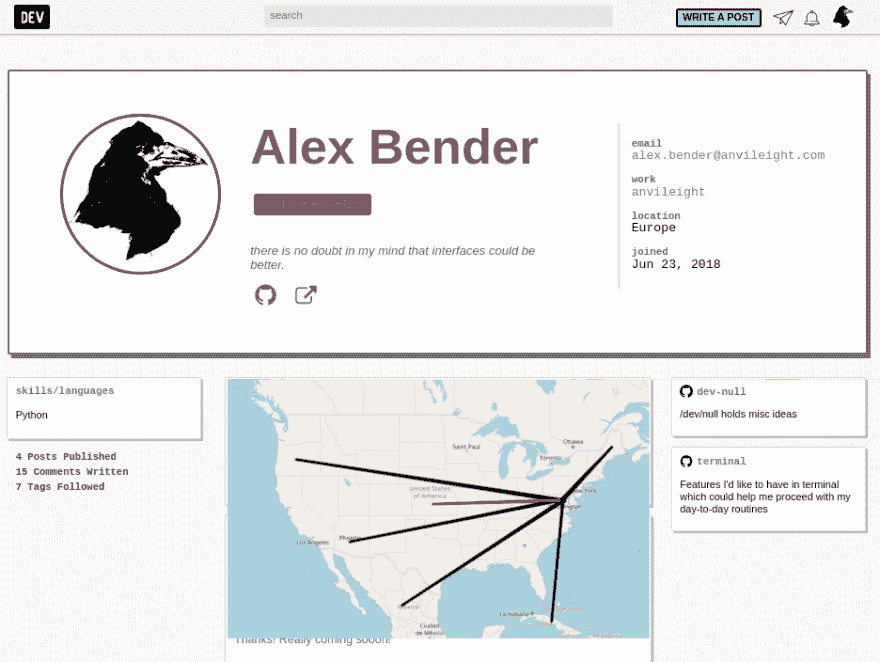 DEV
search
WRITE A POST
Alex Bender
email
alex.bender@anvileight.com
work
anvileight
there is no doubt in my mind that interfaces could be
better.
location
Europe
joined
Jun 23, 2018
skills/languages
Python
4 Posts Published
15 Comments Written
7 Tags Followed
Saint Paul
Ottawa
Toronto
New York
United States
of America
Los Angeles
Phoenix
La Habana
Ciudad
de México
Thanks! Really coming sooon!
dev-null
/dev/null holds misc ideas
terminal
Features I'd like to have in terminal
which could help me proceed with my
day-to-day routines